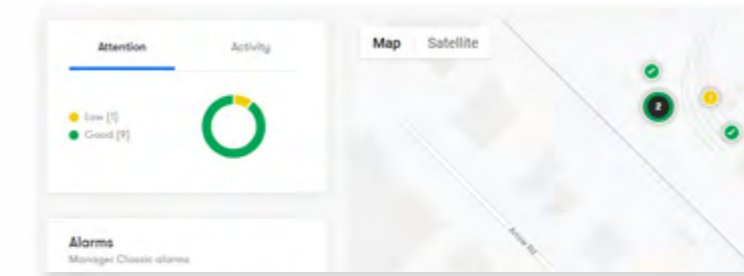 Attention Activity
Low [1]
Good [9]
Map Satellite
2
Alarms
Manager Classic alarms